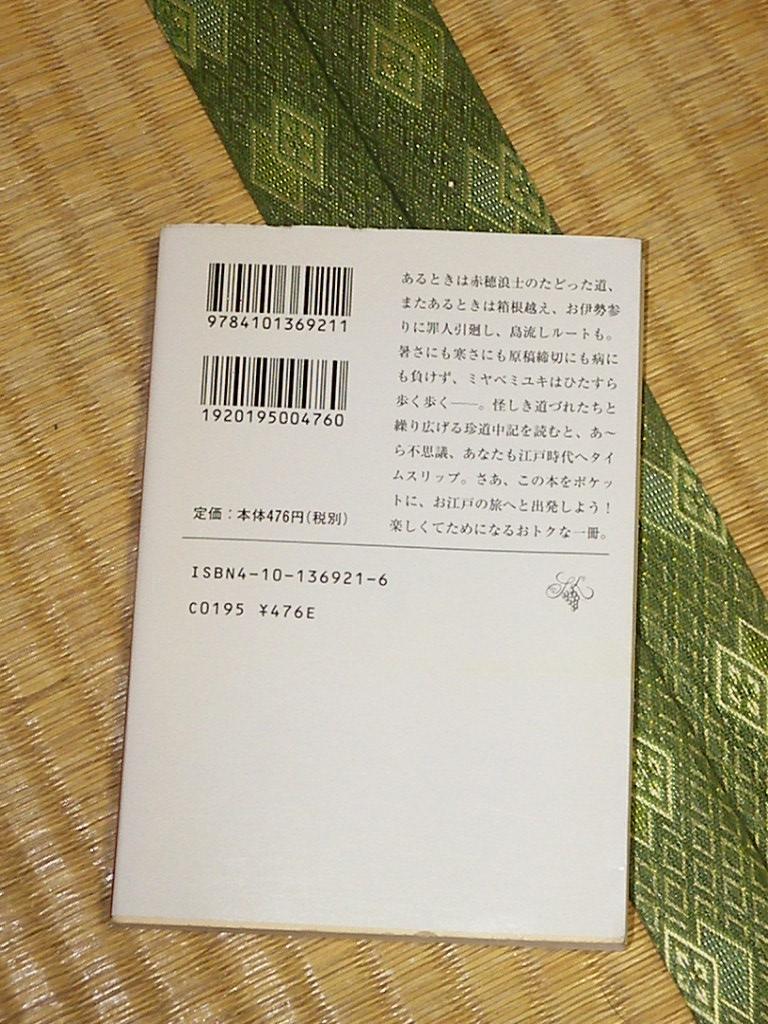 9784101369211
1920195004760
定価：本体476円(税別)
あるときは赤穂浪士のたどった道、
またあるときは箱根越え、お伊勢参
りに罪人引廻し、島流しルートも。
暑さにも寒さにも原稿締切にも病に
も負けず、ミヤベミユキはひたすら
歩く歩く――。怪しき道づれたちと
繰り広げる珍道中記を読むと、あ〜
ら不思議、あなたも江戸時代へタイ
ムスリップ。さあ、この本をポケッ
トに、お江戸の旅へと出発しよう！
楽しくてためになるおトクな一冊。
ISBN4-10-136921-6
C0195 ¥476E